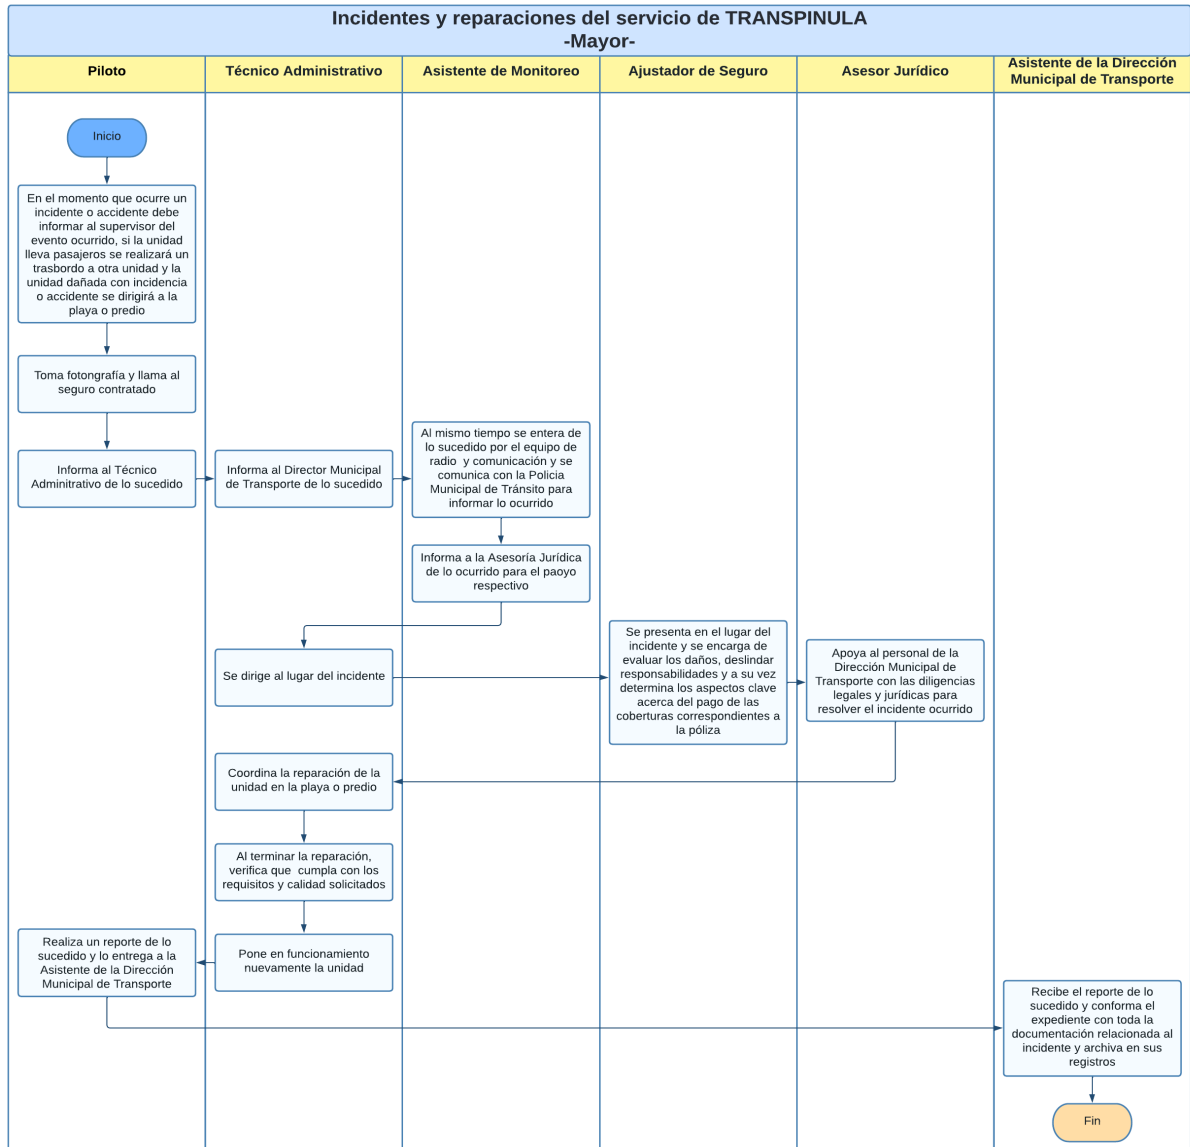 Incidentes y reparaciones del servicio de TRANSPINULA
-Mayor-
Piloto
Técnico Administrativo
Asistente de Monitoreo
Ajustador de Seguro
Asesor Jurídico
Asistente de la Dirección
Municipal de Transporte
Inicio
En el momento que ocurre un
incidente o accidente debe
informar al supervisor del
evento ocurrido, si la unidad
lleva pasajeros se realizará un
trasbordo a otra unidad y la
unidad dañada con incidencia
o accidente se dirigirá a la
playa o predio
Toma fotongrafía y llama al
seguro contratado
Informa al Técnico
Adminitrativo de lo sucedido
Informa al Director Municipal
de Transporte de lo sucedido
Al mismo tiempo se entera de
lo sucedido por el equipo de
radio  y comunicación y se
comunica con la Policia
Municipal de Tránsito para
informar lo ocurrido
Informa a la Asesoría Jurídica
de lo ocurrido para el paoyo
respectivo
Se dirige al lugar del incidente
Se presenta en el lugar del
incidente y se encarga de
evaluar los daños, deslindar
responsabilidades y a su vez
determina los aspectos clave
acerca del pago de las
coberturas correspondientes a
la póliza
Apoya al personal de la
Dirección Municipal de
Transporte con las diligencias
legales y jurídicas para
resolver el incidente ocurrido
Coordina la reparación de la
unidad en la playa o predio
Al terminar la reparación,
verifica que  cumpla con los
requisitos y calidad solicitados
Pone en funcionamiento
nuevamente la unidad
Realiza un reporte de lo
sucedido y lo entrega a la
Asistente de la Dirección
Municipal de Transporte
Recibe el reporte de lo
sucedido y conforma el
expediente con toda la
documentación relacionada al
incidente y archiva en sus
registros
Fin